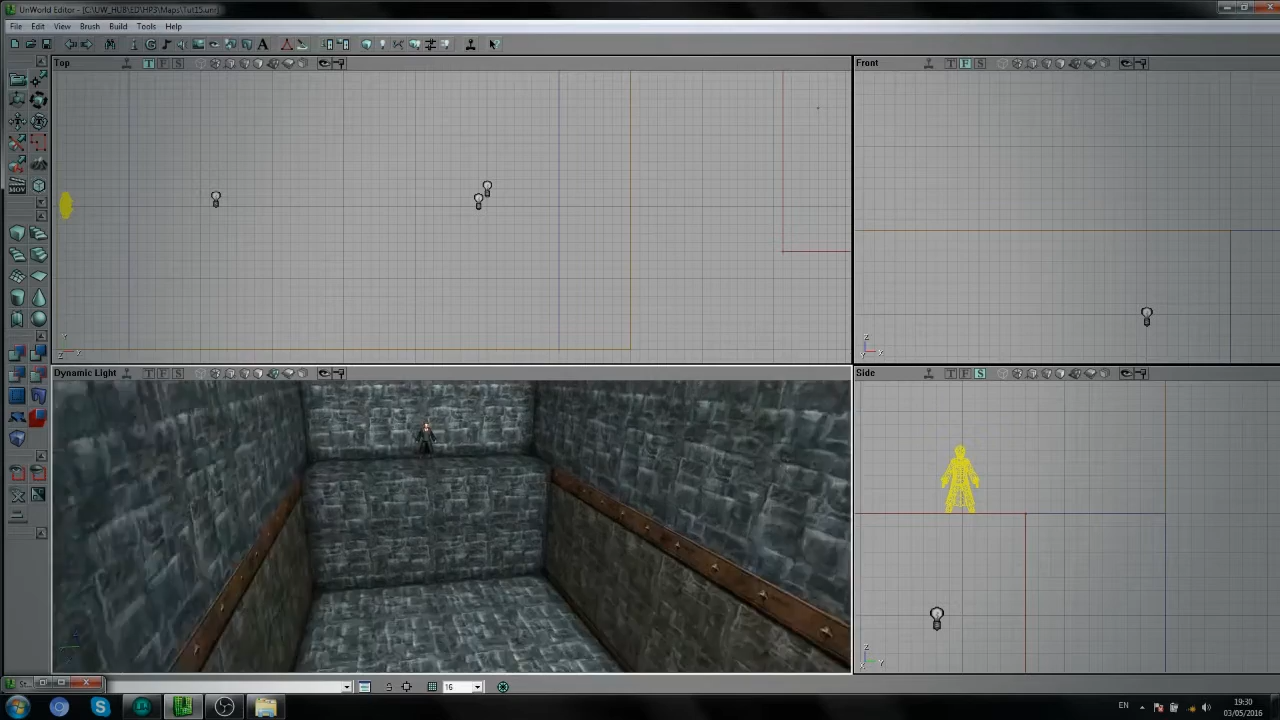 UnWorld Editor - [C:\UW_HUB\ED\HP3\Maps\Tut15.unr
File Edit View Brush Build Tools Help
Top T F S
Front T F S
MOV
Dynamic Light T F S
Side T F S
16
EN 19:30
03/05/2016